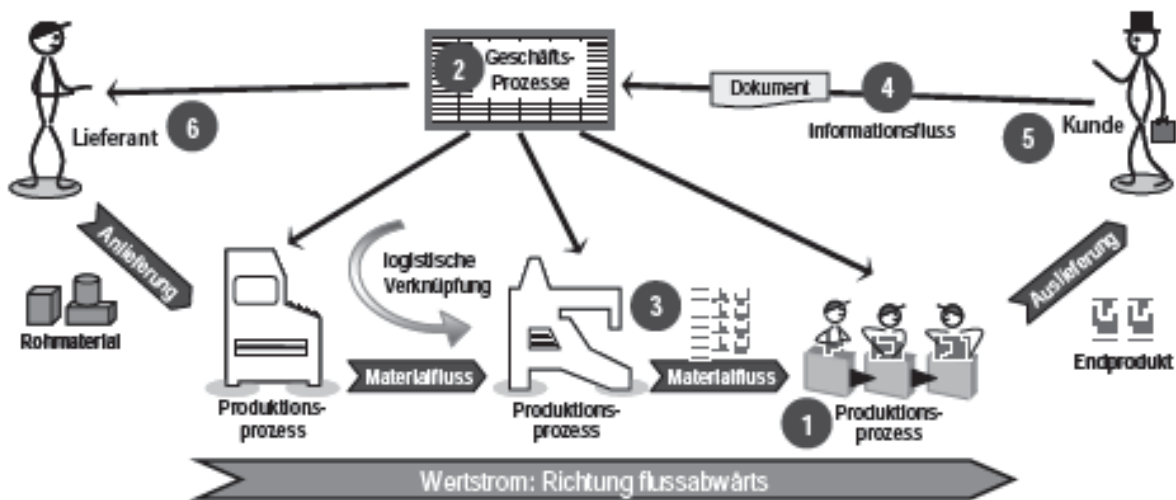 2
Geschäfts-
Prozesse
Dokument
4
Informationsfluss
5
Kunde
Lieferant
6
Anlieferung
Rohmaterial
logistische
Verknüpfung
3
Auslieferung
Endprodukt
Materialfluss
Materialfluss
Produktions-
prozess
Produktions-
prozess
1
Produktions-
prozess
Wertstrom: Richtung flussabwärts